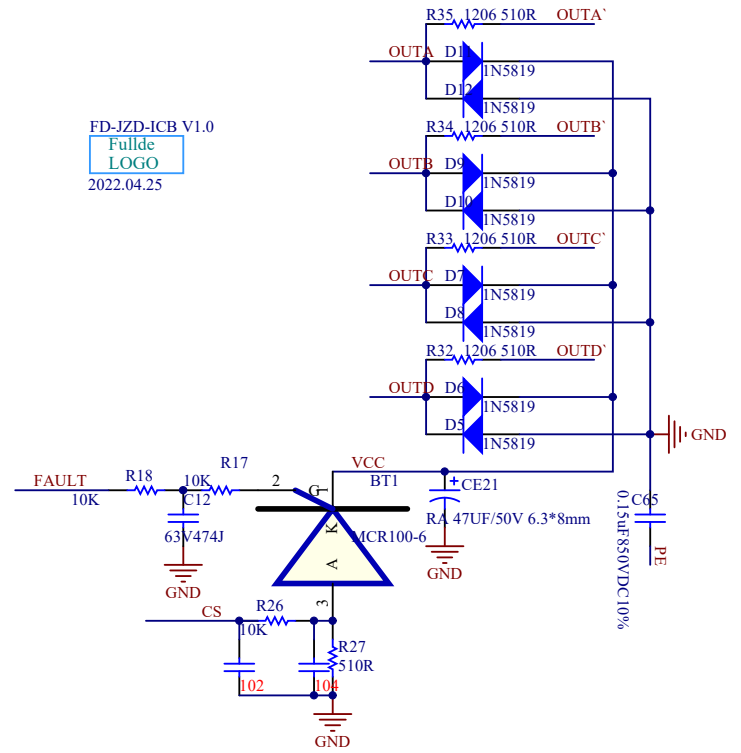 R35 1206 510R OUTA`
OUTA D11
1N5819
D12
FD-JZD-ICB V1.0
Fullde
LOGO
2022.04.25
R34 1206 510R OUTB`
OUTB D9
1N5819
D10
R33 1206 510R OUTC`
OUTC D7
1N5819
D8
1N5819
R32 1206 510R OUTD`
OUTD D6
1N5819
D5
1N5819
GND
FAULT
10K
R18
10K
R17
C12
63V474J
GND
2
G
1
VCC
BT1
K
A
MCR100-6
3
CE21
+
RA 47UF/50V 6.3*8mm
GND
C65
0.15uF850VDC10%
PE
CS
R26
10K
R27
510R
102
104
GND